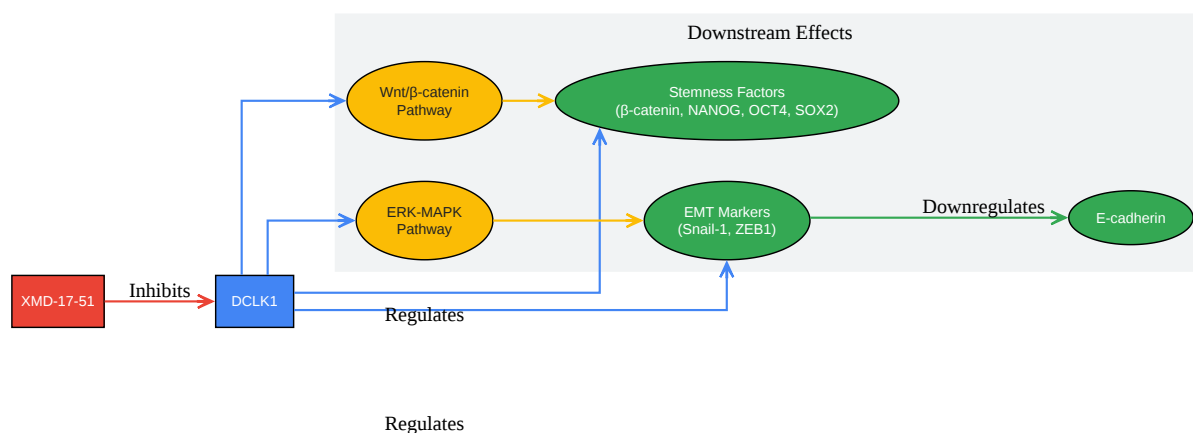 Downstream Effects
Wnt/β-catenin
Pathway
Stemness Factors
(β-catenin, NANOG, OCT4, SOX2)
ERK-MAPK
Pathway
EMT Markers
(Snail-1, ZEB1)
Downregulates
E-cadherin
XMD-17-51
Inhibits
DCLK1
Regulates
Regulates